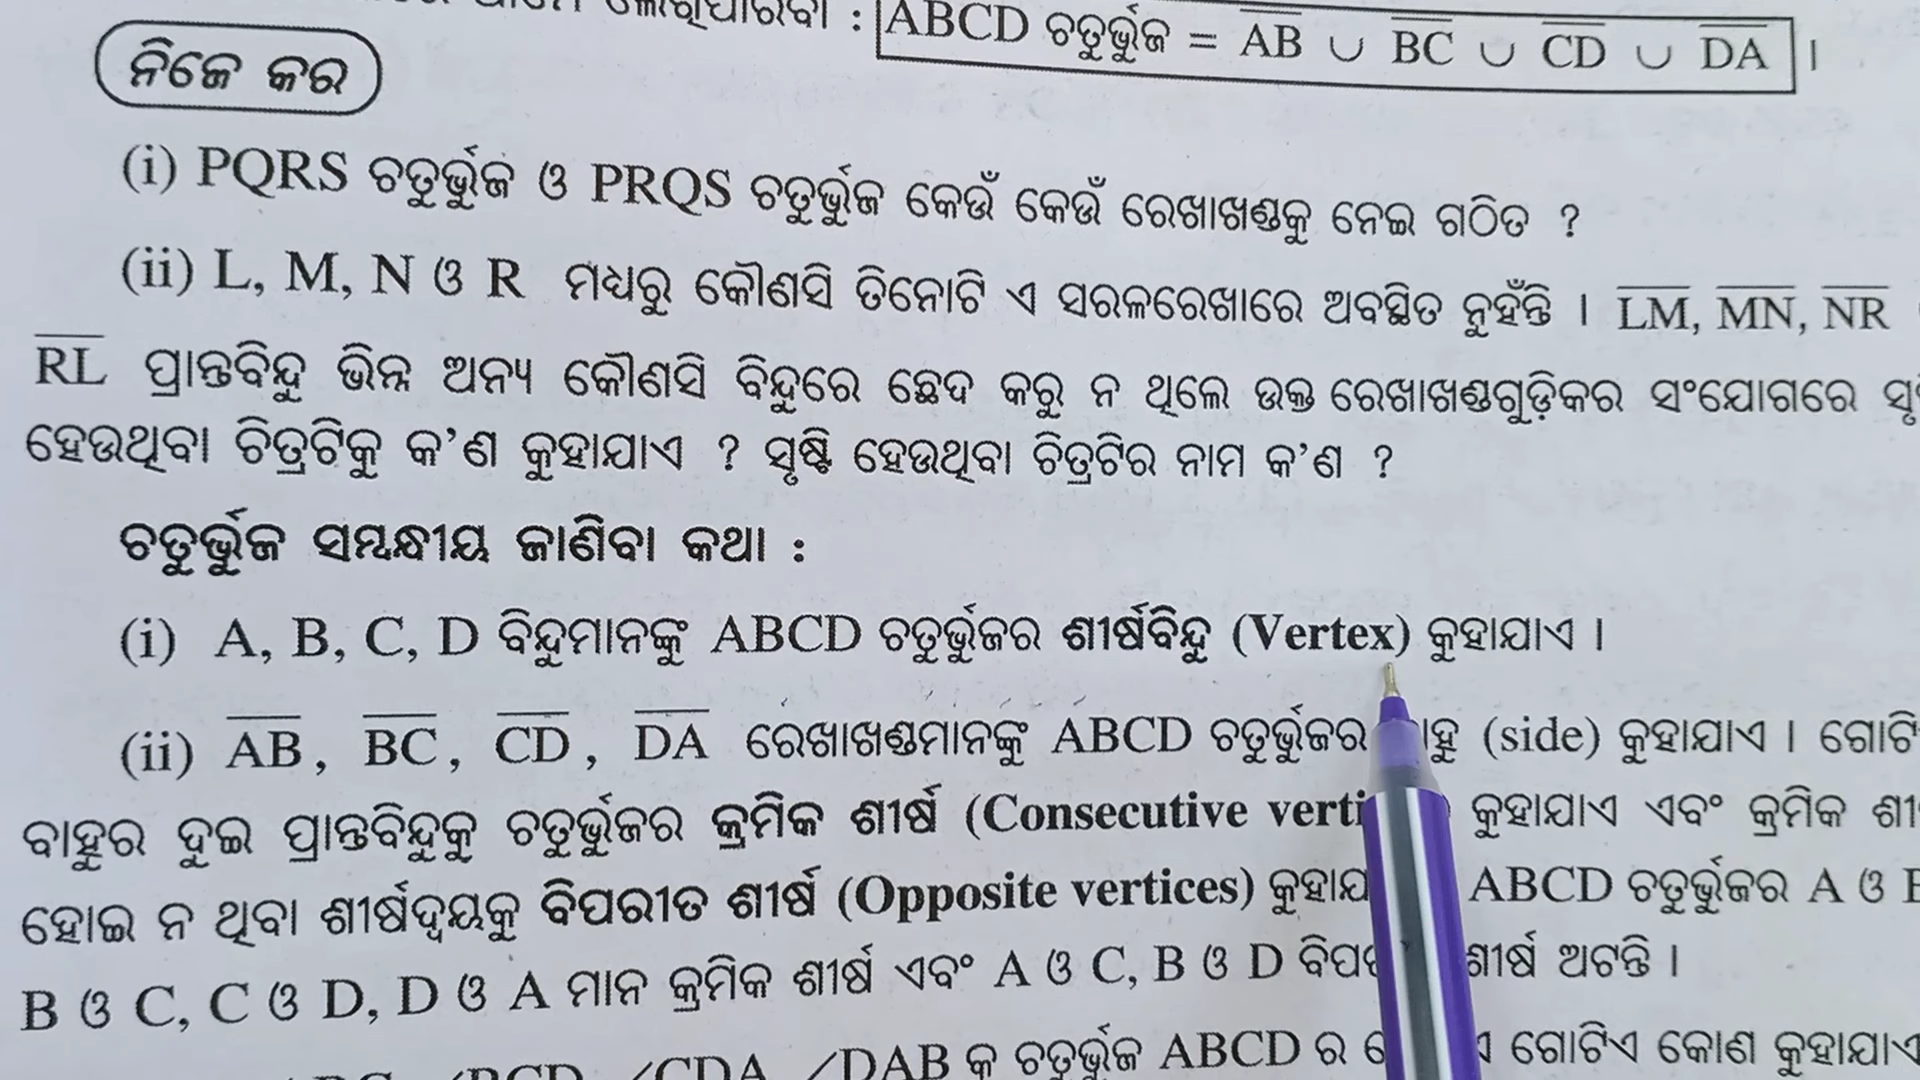 ABCD ଚତୁର୍ଭୁଜ = AB ∪ BC ∪ CD ∪ DA ।
ନିଜେ କର
(i) PQRS ଚତୁର୍ଭୁଜ ଓ PRQS ଚତୁର୍ଭୁଜ କେଉଁ କେଉଁ ରେଖାଖଣ୍ଡକୁ ନେଇ ଗଠିତ ?
(ii) L, M, N ଓ R ମଧ୍ୟରୁ କୌଣସି ତିନୋଟି ଏ ସରଳରେଖାରେ ଅବସ୍ଥିତ ନୁହଁନ୍ତି । LM, MN, NR
RL ପ୍ରାନ୍ତବିନ୍ଦୁ ଭିନ୍ନ ଅନ୍ୟ କୌଣସି ବିନ୍ଦୁରେ ଛେଦ କରୁ ନ ଥିଲେ ଉକ୍ତ ରେଖାଖଣ୍ଡଗୁଡ଼ିକର ସଂଯୋଗରେ
ହେଉଥିବା ଚିତ୍ରଟିକୁ କ'ଣ କୁହାଯାଏ ? ସୃଷ୍ଟି ହେଉଥିବା ଚିତ୍ରଟିର ନାମ କ'ଣ ?
ଚତୁର୍ଭୁଜ ସମ୍ବନ୍ଧୀୟ ଜାଣିବା କଥା :
(i) A, B, C, D ବିନ୍ଦୁମାନଙ୍କୁ ABCD ଚତୁର୍ଭୁଜର ଶୀର୍ଷବିନ୍ଦୁ (Vertex) କୁହାଯାଏ ।
(ii) AB, BC, CD, DA ରେଖାଖଣ୍ଡମାନଙ୍କୁ ABCD ଚତୁର୍ଭୁଜର (side) କୁହାଯାଏ ।
ବାହୁର ଦୁଇ ପ୍ରାନ୍ତବିନ୍ଦୁକୁ ଚତୁର୍ଭୁଜର କ୍ରମିକ ଶୀର୍ଷ (Consecutive କୁହାଯାଏ ଏବଂ କ୍ରମିକ
ହୋଇ ନ ଥିବା ଶୀର୍ଷଦ୍ୱୟକୁ ବିପରୀତ ଶୀର୍ଷ (Opposite vertices) ABCD ଚତୁର୍ଭୁଜର A ଓ
B ଓ C, C ଓ D, D ଓ A ମାନ କ୍ରମିକ ଶୀର୍ଷ ଏବଂ A ଓ C, B ଓ D ଶୀର୍ଷ ଅଟନ୍ତି ।
∠CDA, ∠DAB କୁ ଚତୁର୍ଭୁଜ ABCD ର ଗୋଟିଏ କୋଣ କୁହାଯାଏ